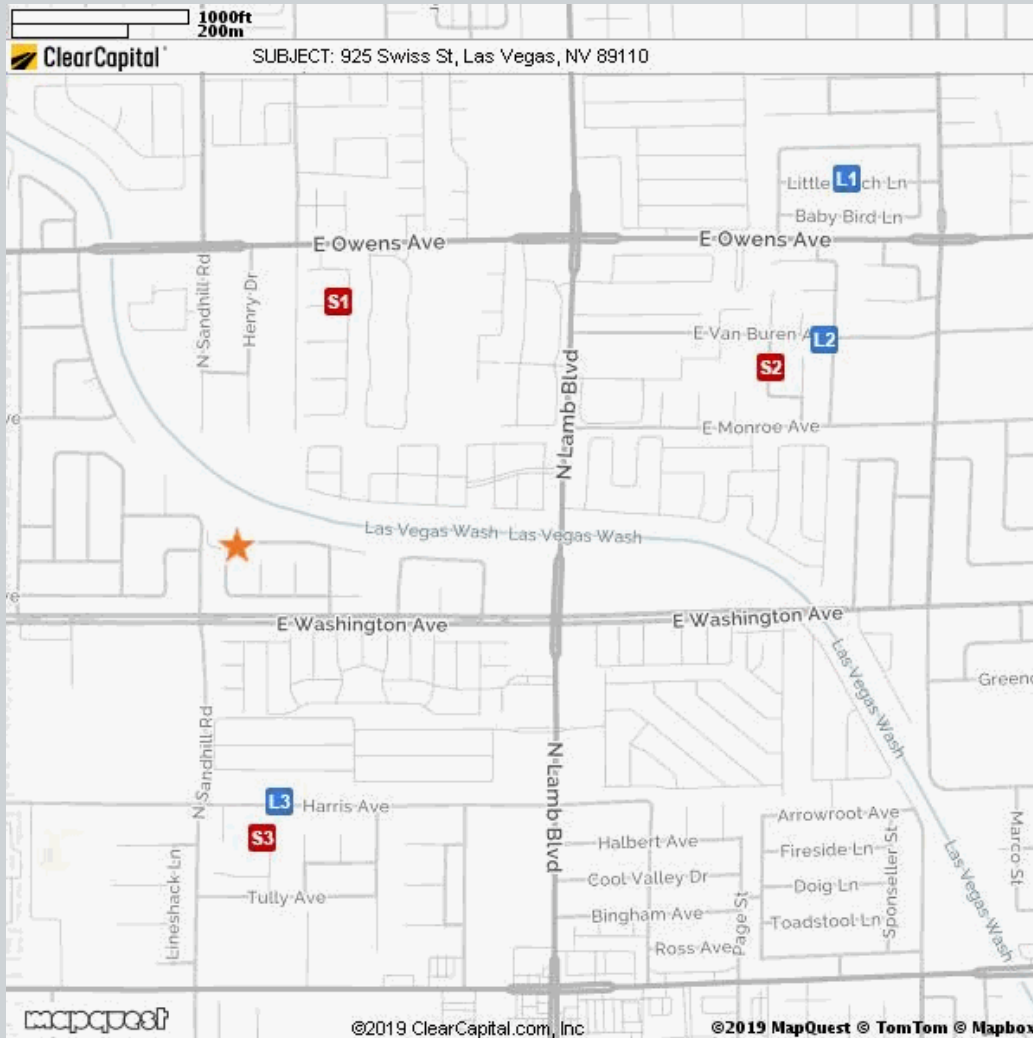 1000ft
200m
ClearCapital
SUBJECT: 925 Swiss St, Las Vegas, NV 89110
L1
Little ch Ln
Baby Bird Ln
E Owens Ave
E Owens Ave
N Sandhill Rd
Henry Dr
S1
E Van Buren A
L2
S2
N Lamb Blvd
E Monroe Ave
Las Vegas Wash
Las Vegas Wash
E Washington Ave
E Washington Ave
Las Vegas Wash
Green
N Sandhill Rd
N Lamb Blvd
L3
Harris Ave
S3
Arrowroot Ave
Halbert Ave
Fireside Ln
Sponseller St
Marco St
Lineshack Ln
Cool Valley Dr
Doig Ln
Tully Ave
Bingham Ave
Page St
Toadstool Ln
Ross Ave
Las Vegas Wash
mapquest
©2019 ClearCapital.com, Inc
©2019 MapQuest © TomTom © Mapbox